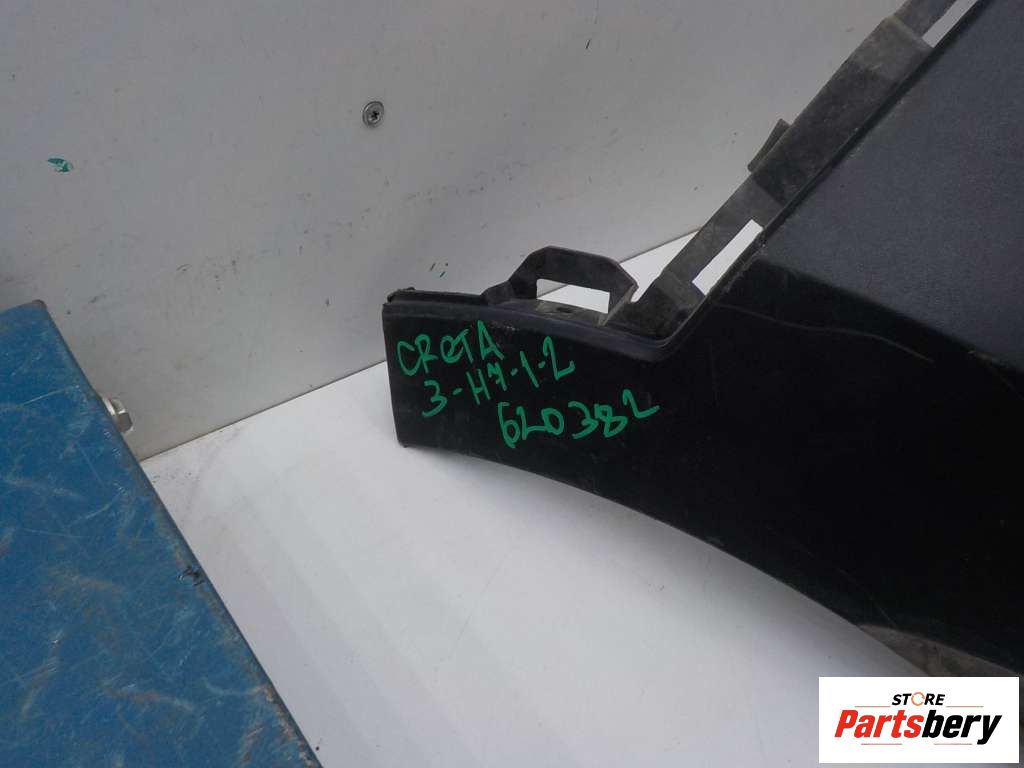 CRETA
3-H7-1-2
620382
STORE
Partsbery